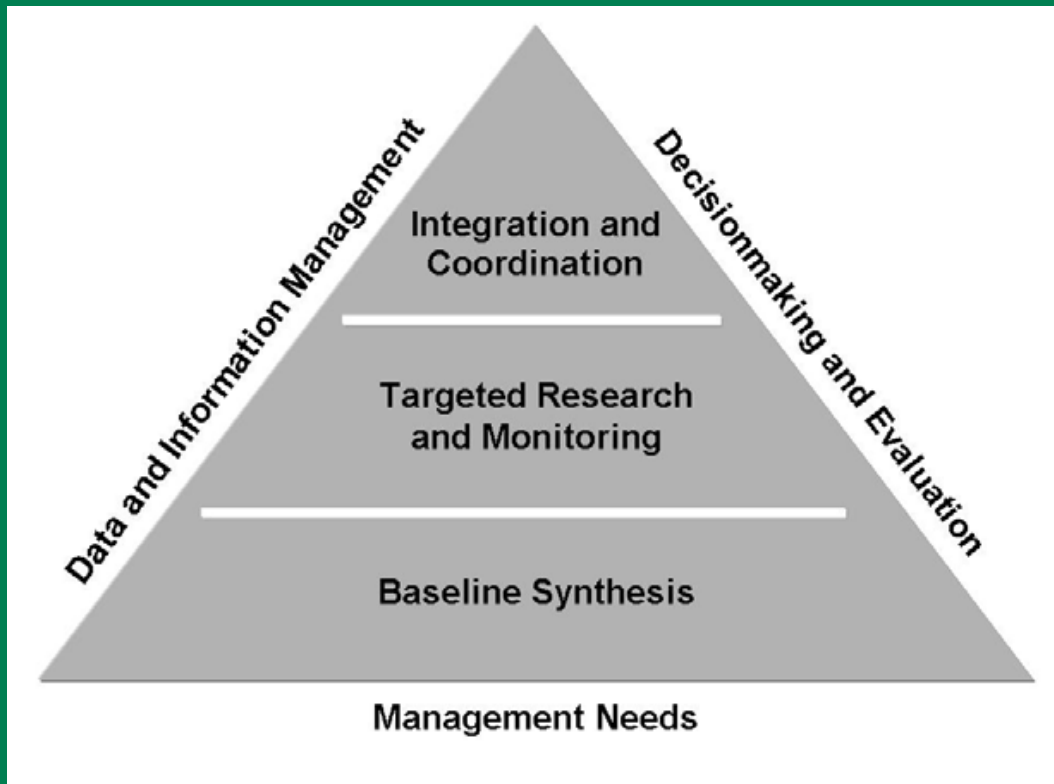 Data and Information Management
Decisionmaking and Evaluation
Integration and
Coordination
Targeted Research
and Monitoring
Baseline Synthesis
Management Needs